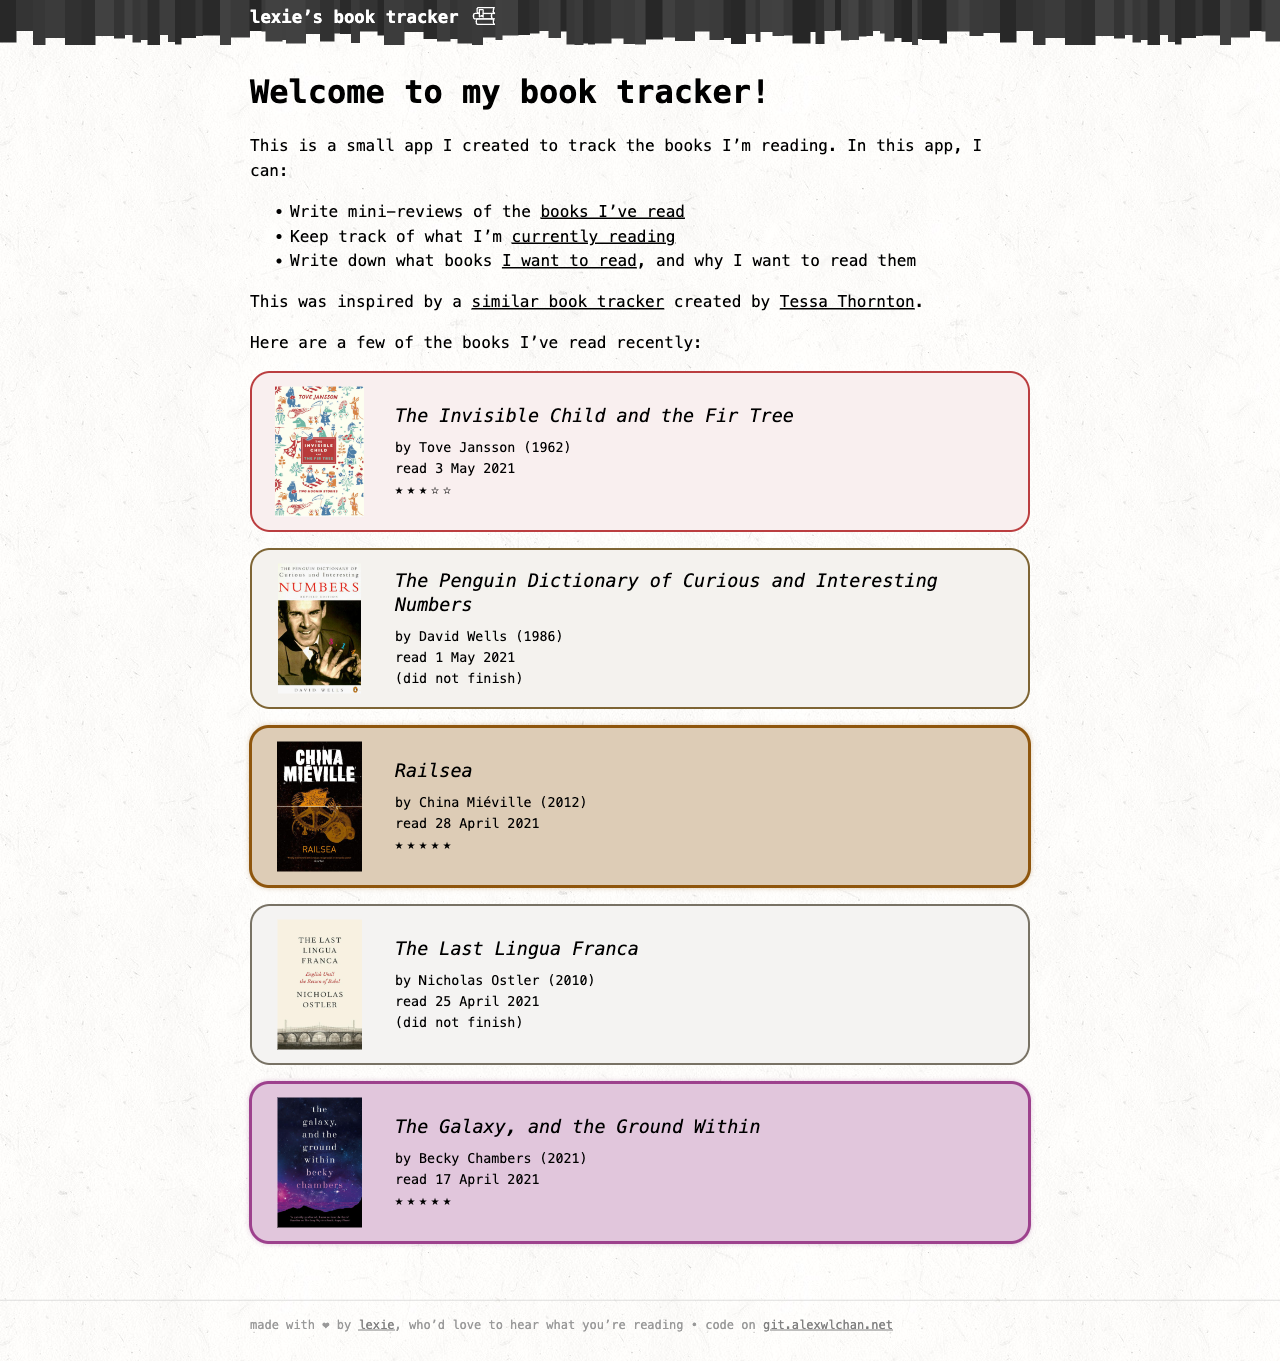 lexie’s book tracker
Welcome to my book tracker!
This is a small app I created to track the books I’m reading. In this app, I
can:
• Write mini-reviews of the books I’ve read
• Keep track of what I’m currently reading
• Write down what books I want to read, and why I want to read them
This was inspired by a similar book tracker created by Tessa Thornton.
Here are a few of the books I’ve read recently:
TOVE JANSSON
THE
INVISIBLE
CHILD
THE FIR TREE
TWO MOOMIN STORIES
The Invisible Child and the Fir Tree
by Tove Jansson (1962)
read 3 May 2021
★★★☆☆
THE PENGUIN DICTIONARY OF
Curious and Interesting
NUMBERS
REVISED EDITION
DAVID WELLS
The Penguin Dictionary of Curious and Interesting
Numbers
by David Wells (1986)
read 1 May 2021
(did not finish)
CHINA
MIÉVILLE
RAILSEA
Railsea
by China Miéville (2012)
read 28 April 2021
★★★★★
THE LAST
LINGUA
FRANCA
English Until
the Return of Babel
NICHOLAS
OSTLER
The Last Lingua Franca
by Nicholas Ostler (2010)
read 25 April 2021
(did not finish)
the
galaxy,
and the
ground
within
becky
chambers
The Galaxy, and the Ground Within
by Becky Chambers (2021)
read 17 April 2021
★★★★★
made with ❤ by lexie, who’d love to hear what you’re reading • code on git.alexwlchan.net